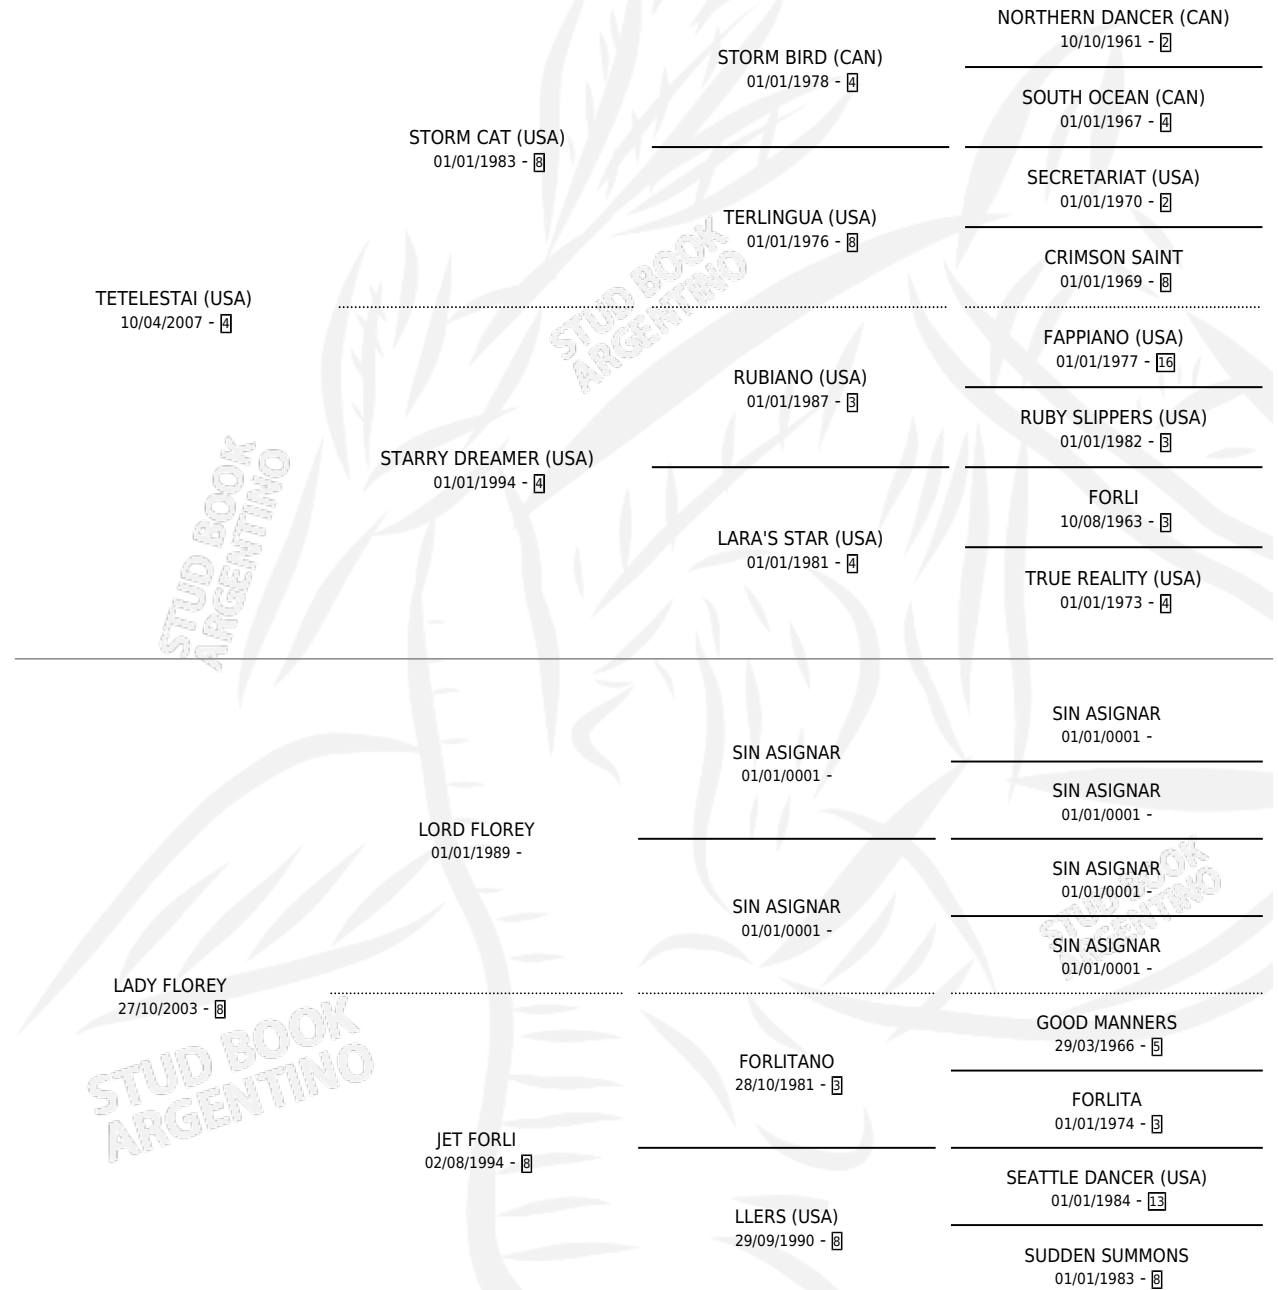 NORTHERN DANCER (CAN)
10/10/1961 - 2
STORM BIRD (CAN)
01/01/1978 - 4
SOUTH OCEAN (CAN)
01/01/1967 - 4
STORM CAT (USA)
01/01/1983 - 8
SECRETARIAT (USA)
01/01/1970 - 2
TERLINGUA (USA)
01/01/1976 - 8
CRIMSON SAINT
01/01/1969 - 8
TETELESTAI (USA)
10/04/2007 - 4
STUD BOOK
ARGENTINO
FAPPIANO (USA)
01/01/1977 - 16
RUBIANO (USA)
01/01/1987 - 3
RUBY SLIPPERS (USA)
01/01/1982 - 3
STARRY DREAMER (USA)
01/01/1994 - 4
FORLI
10/08/1963 - 3
LARA'S STAR (USA)
01/01/1981 - 4
TRUE REALITY (USA)
01/01/1973 - 4
STUD BOOK
ARGENTINO
SIN ASIGNAR
01/01/0001 -
SIN ASIGNAR
01/01/0001 -
SIN ASIGNAR
01/01/0001 -
LORD FLOREY
01/01/1989 -
SIN ASIGNAR
01/01/0001 -
SIN ASIGNAR
01/01/0001 -
SIN ASIGNAR
01/01/0001 -
STUD BOOK
ARGENTINO
LADY FLOREY
27/10/2003 - 8
GOOD MANNERS
29/03/1966 - 5
FORLITANO
28/10/1981 - 3
FORLITA
01/01/1974 - 3
STUD BOOK
ARGENTINO
JET FORLI
02/08/1994 - 8
SEATTLE DANCER (USA)
01/01/1984 - 13
LLERS (USA)
29/09/1990 - 8
SUDDEN SUMMONS
01/01/1983 - 8